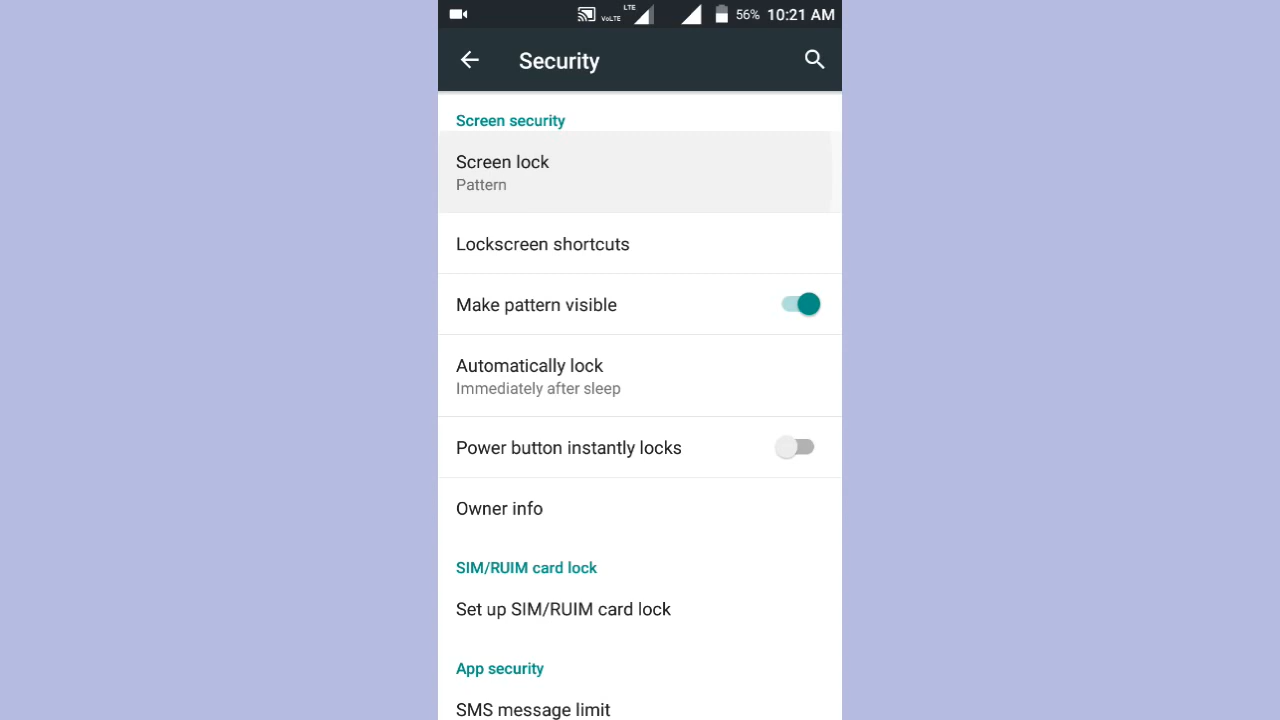 LTE
VoLTE
56% 10:21 AM
Security
Screen security
Screen lock
Pattern
Lockscreen shortcuts
Make pattern visible
Automatically lock
Immediately after sleep
Power button instantly locks
Owner info
SIM/RUIM card lock
Set up SIM/RUIM card lock
App security
SMS message limit